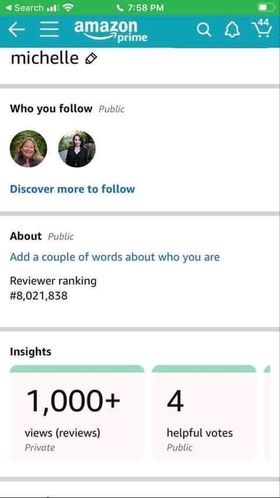 Search 7:58 PM
amazon 44
prime
michelle
Who you follow Public
Discover more to follow
About Public
Add a couple of words about who you are
Reviewer ranking
#8,021,838
Insights
1,000+ 4
views (reviews) helpful votes
Private Public